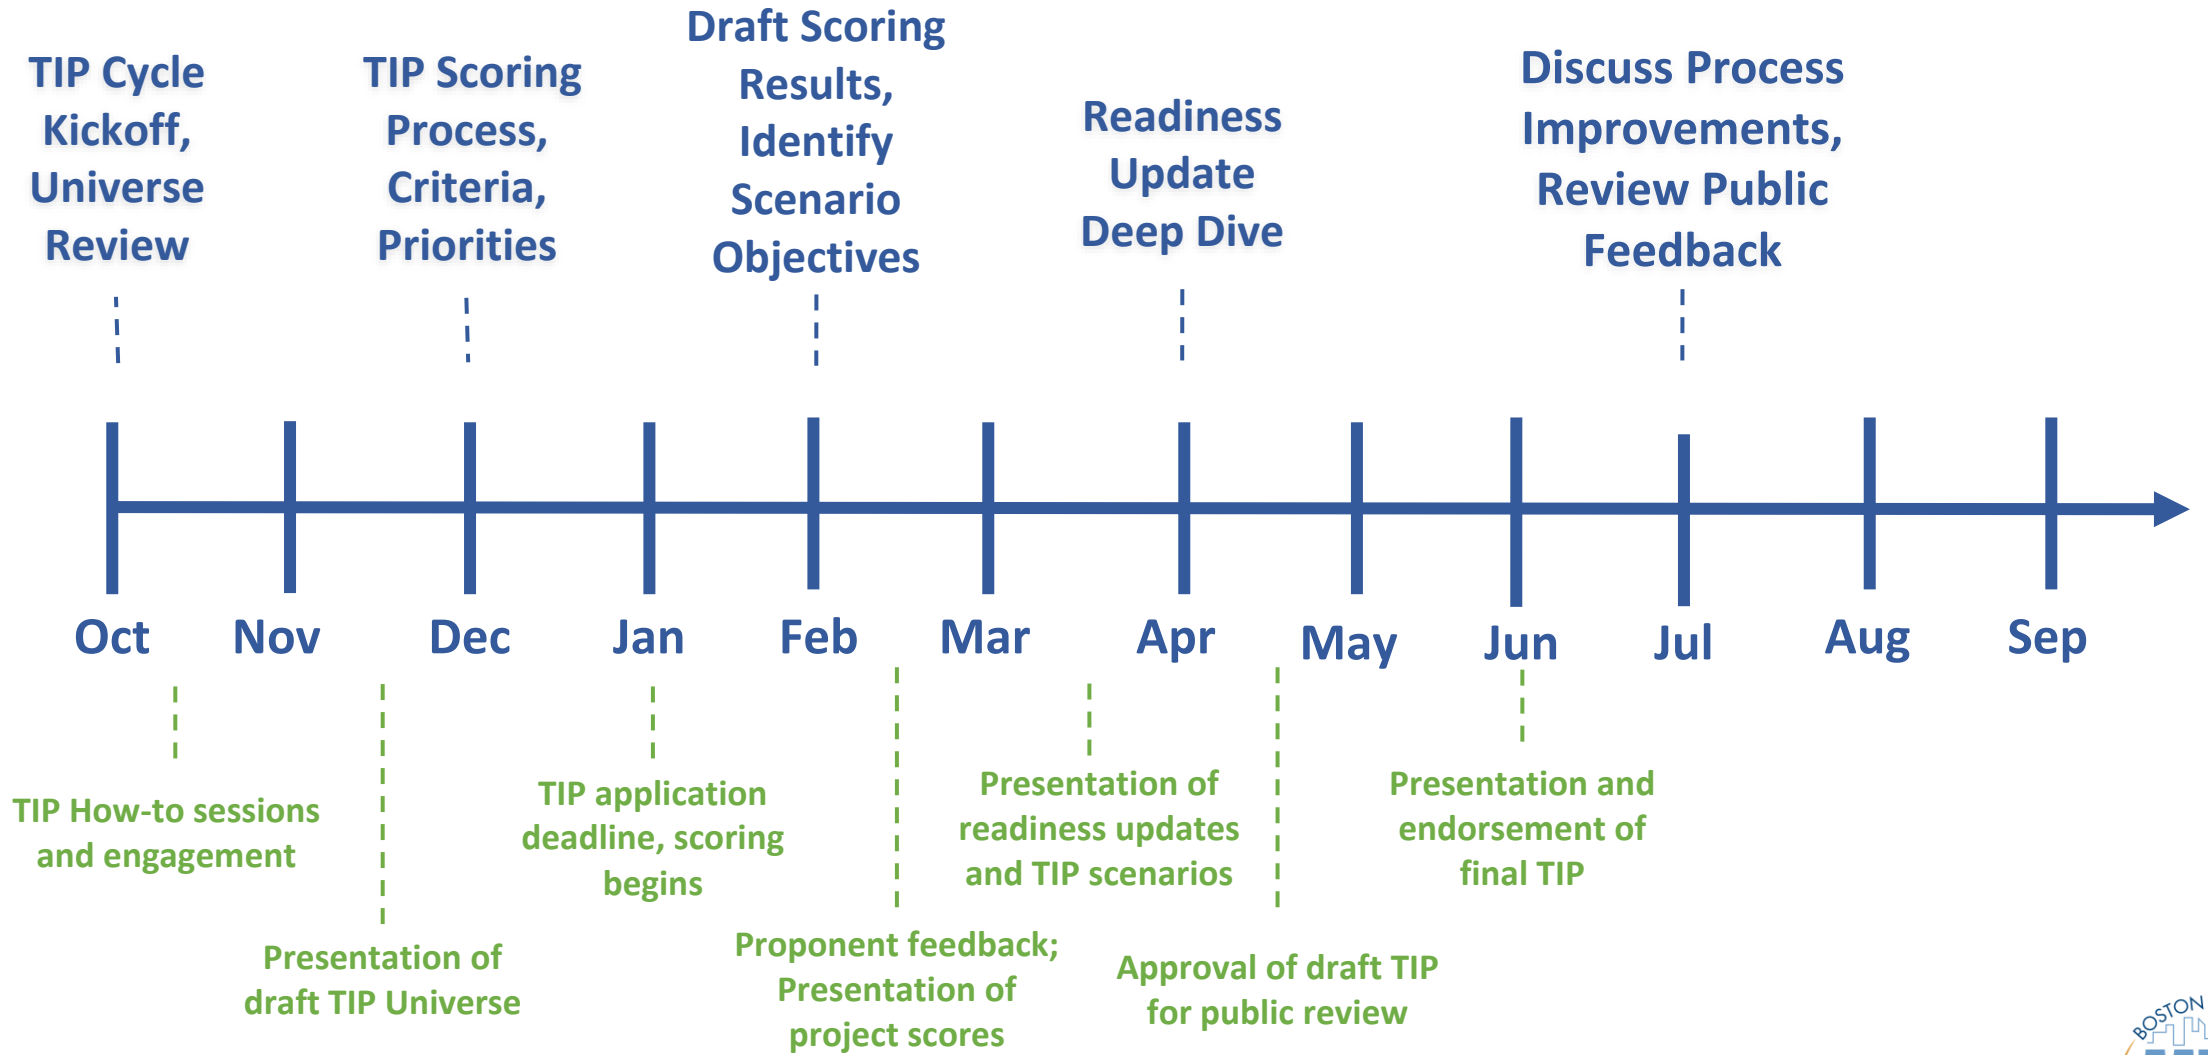 TIP Cycle
Kickoff,
Universe
Review
TIP Scoring
Process,
Criteria,
Priorities
Draft Scoring
Results,
Identify
Scenario
Objectives
Readiness
Update
Deep Dive
Discuss Process
Improvements,
Review Public
Feedback
Oct
Nov
Dec
Jan
Feb
Mar
Apr
May
Jun
Jul
Aug
Sep
TIP How-to sessions
and engagement
Presentation of
draft TIP Universe
TIP application
deadline, scoring
begins
Proponent feedback;
Presentation of
project scores
Presentation of
readiness updates
and TIP scenarios
Approval of draft TIP
for public review
Presentation and
endorsement of
final TIP
BOSTON